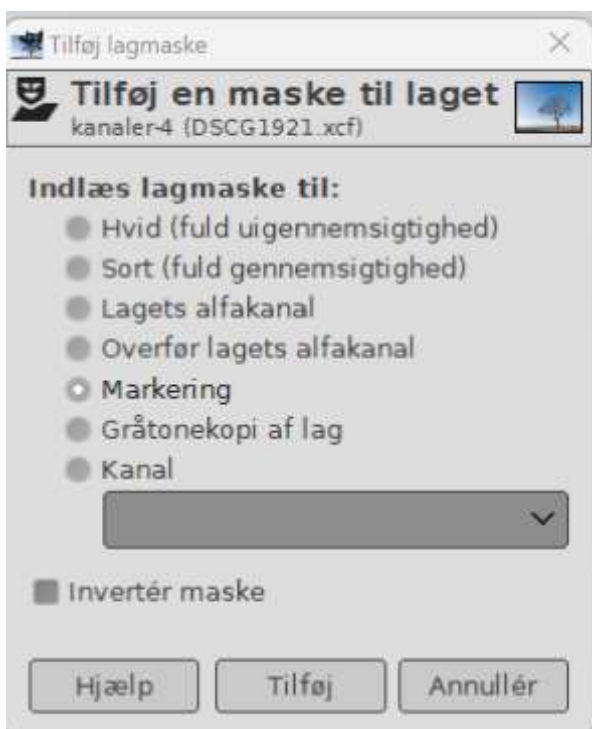 Tilføj lagmaske
Tilføj en maske til laget
kanaler-4 (DSCG1921.xcf)
Indlæs lagmaske til:
Hvid (fuld uigennemsigtighed)
Sort (fuld gennemsigtighed)
Lagets alfakanal
Overfør lagets alfakanal
Markering
Gråtonekopi af lag
Kanal
Invertér maske
Hjælp Tilføj Annullér